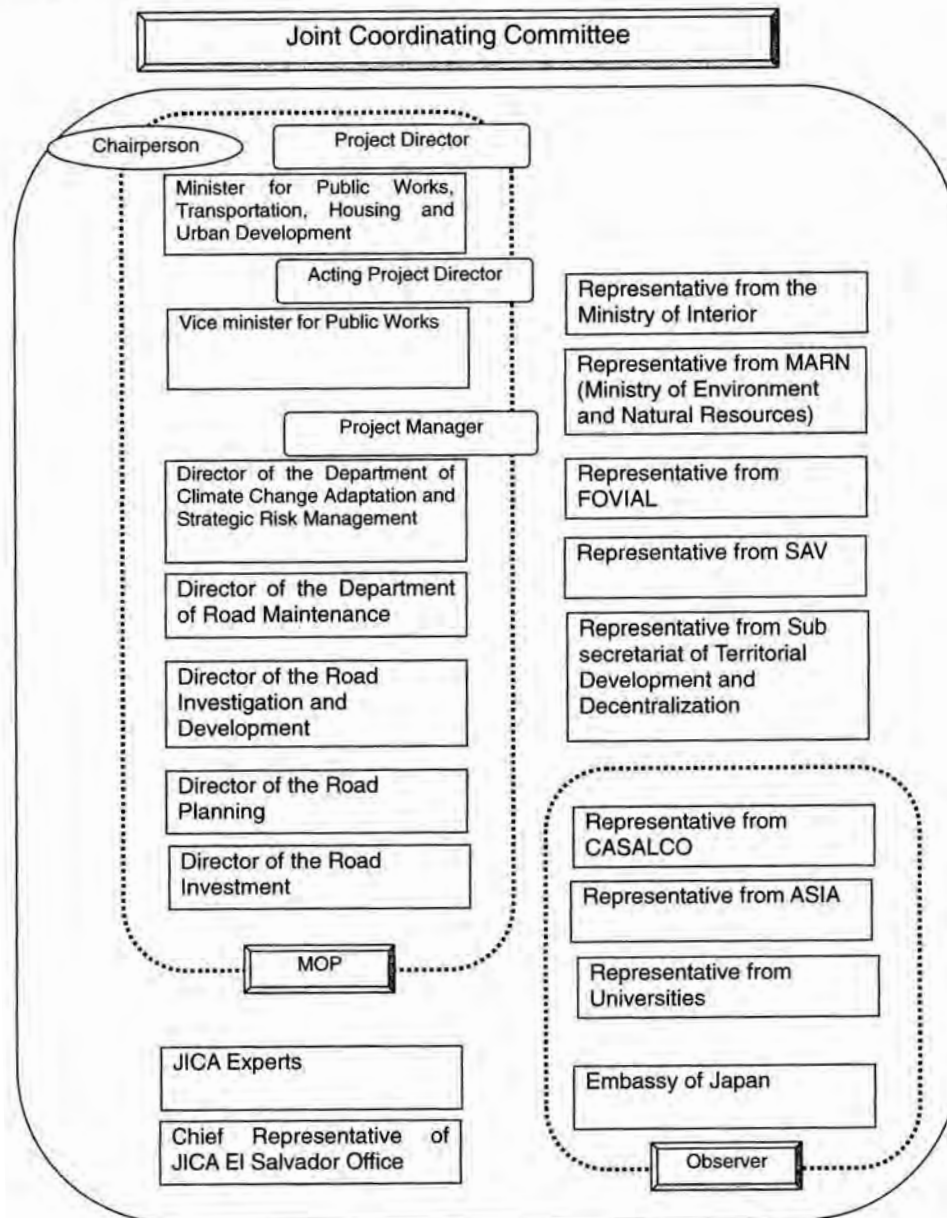 Joint Coordinating Committee
Chairperson
Project Director
Minister for Public Works,
Transportation, Housing and
Urban Development
Acting Project Director
Vice minister for Public Works
Project Manager
Director of the Department of
Climate Change Adaptation and
Strategic Risk Management
Director of the Department
of Road Maintenance
Director of the Road
Investigation and
Development
Director of the Road
Planning
Director of the Road
Investment
MOP
JICA Experts
Chief Representative of
JICA El Salvador Office
Representative from the
Ministry of Interior
Representative from MARN
(Ministry of Environment
and Natural Resources)
Representative from
FOVIAL
Representative from SAV
Representative from Sub
secretariat of Territorial
Development and
Decentralization
Representative from
CASALCO
Representative from ASIA
Representative from
Universities
Embassy of Japan
Observer